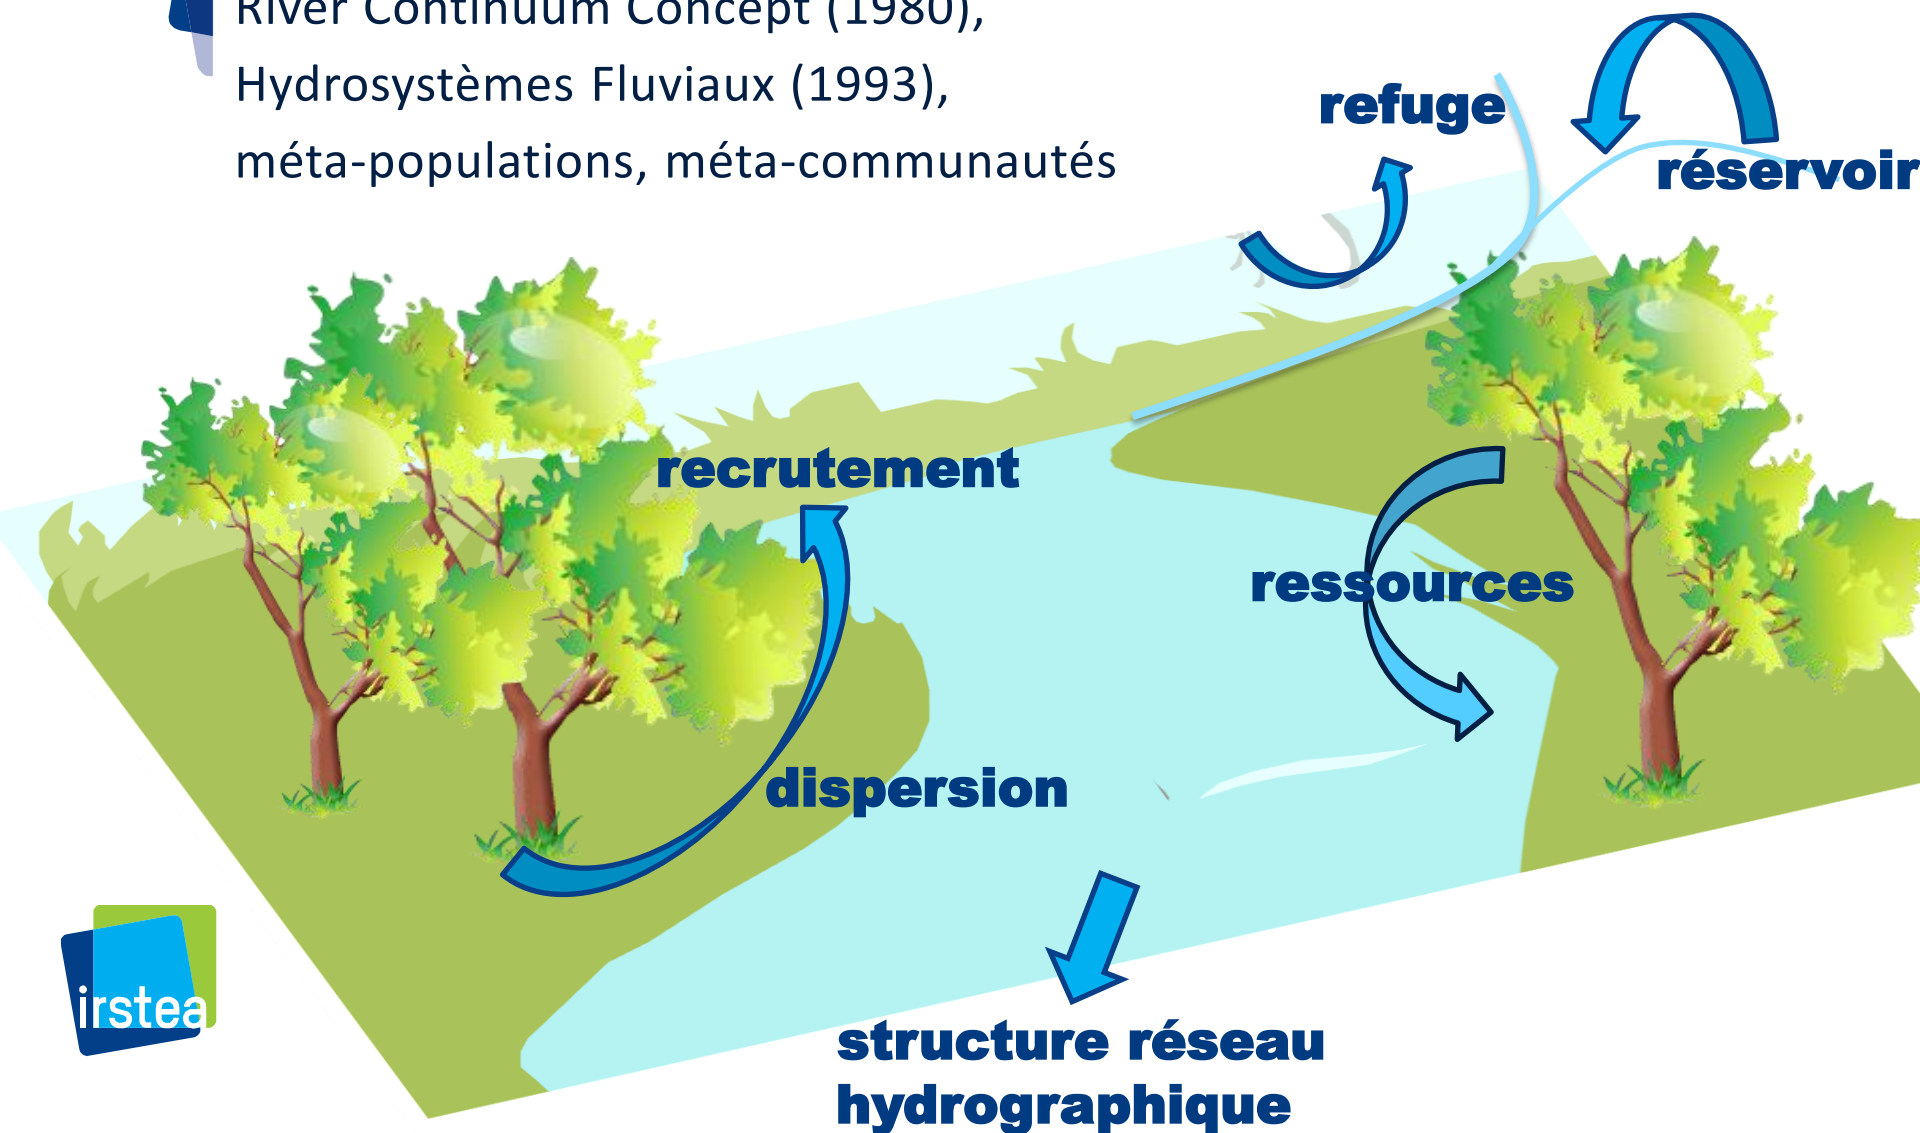 River Continuum Concept (1980),
Hydrosystèmes Fluviaux (1993),
méta-populations, méta-communautés
refuge
réservoir
recrutement
ressources
dispersion
irstea
structure réseau
hydrographique